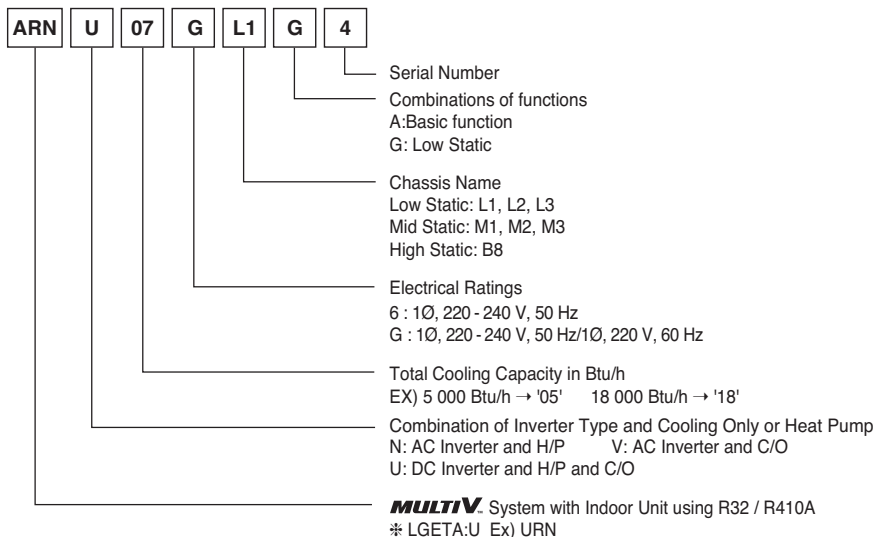 ARN U 07 G L1 G 4
Serial Number
Combinations of functions
A:Basic function
G: Low Static
Chassis Name
Low Static: L1, L2, L3
Mid Static: M1, M2, M3
High Static: B8
Electrical Ratings
6 : 1Ø, 220 - 240 V, 50 Hz
G : 1Ø, 220 - 240 V, 50 Hz/1Ø, 220 V, 60 Hz
Total Cooling Capacity in Btu/h
EX) 5 000 Btu/h → '05' 18 000 Btu/h → '18'
Combination of Inverter Type and Cooling Only or Heat Pump
N: AC Inverter and H/P V: AC Inverter and C/O
U: DC Inverter and H/P and C/O
MULTI V™ System with Indoor Unit using R32 / R410A
❈ LGETA:U Ex) URN